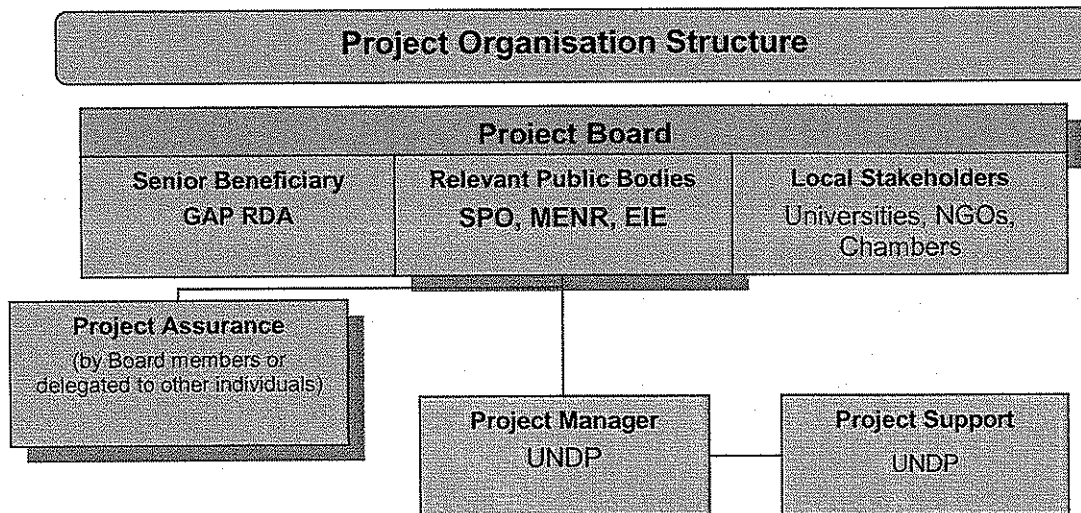 Project Organisation Structure
Project Board
Senior Beneficiary
GAP RDA
Relevant Public Bodies
SPO, MENR, EIE
Local Stakeholders
Universities, NGOs,
Chambers
Project Assurance
(by Board members or
delegated to other individuals)
Project Manager
UNDP
Project Support
UNDP